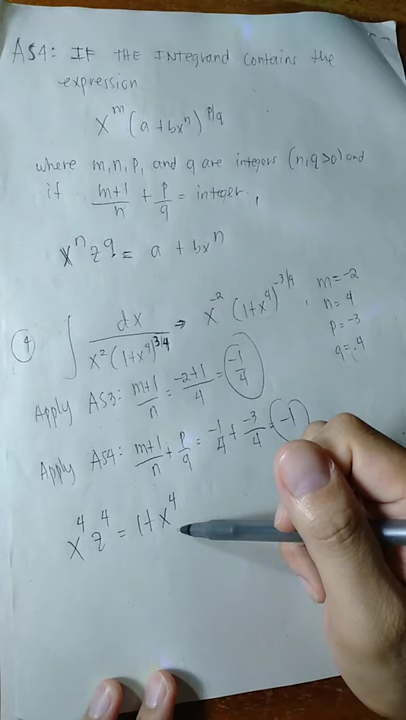 AS4: IF THE INTEgrand contains the
expression
x^m (a + bx^n)^p/q
where m, n, p, and q are integers (n,q >0) and
if (m+1)/n + p/q = integer,
x^n z^q = a + bx^n
④ ∫ dx / x^2(1+x^4)^3/4 → x^-2 (1+x^4)^-3/4, m = -2
n = 4
p = -3
q = 4
Apply AS3: (m+1)/n = (-2+1)/4 = -1/4
Apply AS4: (m+1)/n + p/q = -1/4 + -3/4 = -1
x^4 z^4 = 1+x^4